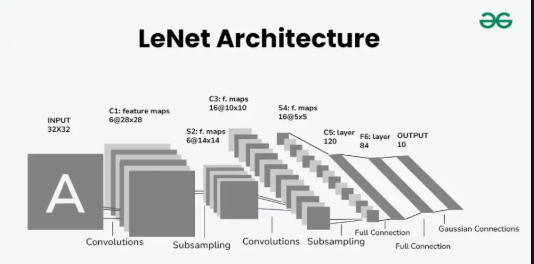 LeNet Architecture
INPUT
32X32
C1: feature maps
6@28x28
S2: f. maps
6@14x14
C3: f. maps
16@10x10
S4: f. maps
16@5x5
C5: layer
120
F6: layer
84
OUTPUT
10
A
Convolutions
Subsampling
Convolutions
Subsampling
Full Connection
Full Connection
Gaussian Connections